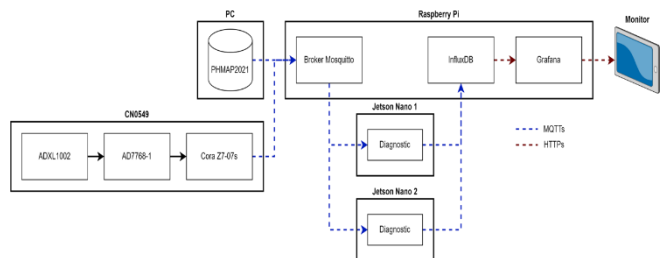 PC
Raspberry Pi
Monitor
PHMAP2021
Broker Mosquitto
InfluxDB
Grafana
Jetson Nano 1
CN0549
Diagnostic
MQTTs
HTTPs
ADXL1002
AD7768-1
Cora Z7-07s
Jetson Nano 2
Diagnostic